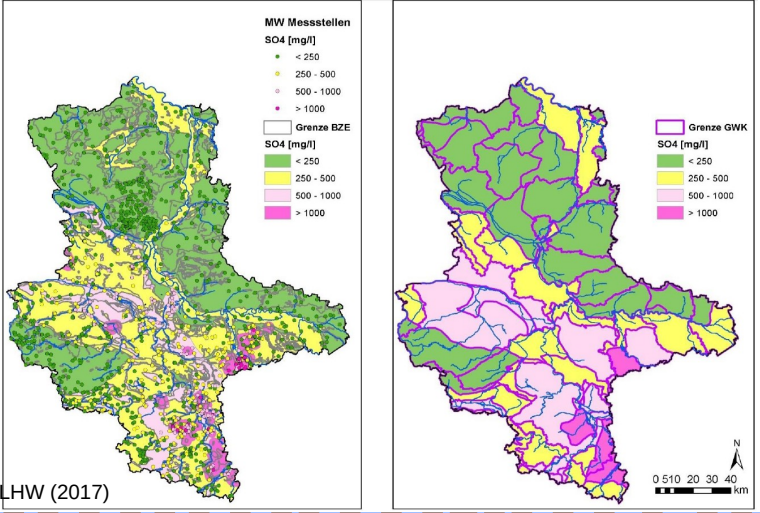 MW Messstellen
SO4 [mg/l]
< 250
250 - 500
500 - 1000
> 1000
Grenze BZE
SO4 [mg/l]
< 250
250 - 500
500 - 1000
> 1000
LHW (2017)
Grenze GWK
SO4 [mg/l]
< 250
250 - 500
500 - 1000
> 1000
N
0 5 10 20 30 40
km